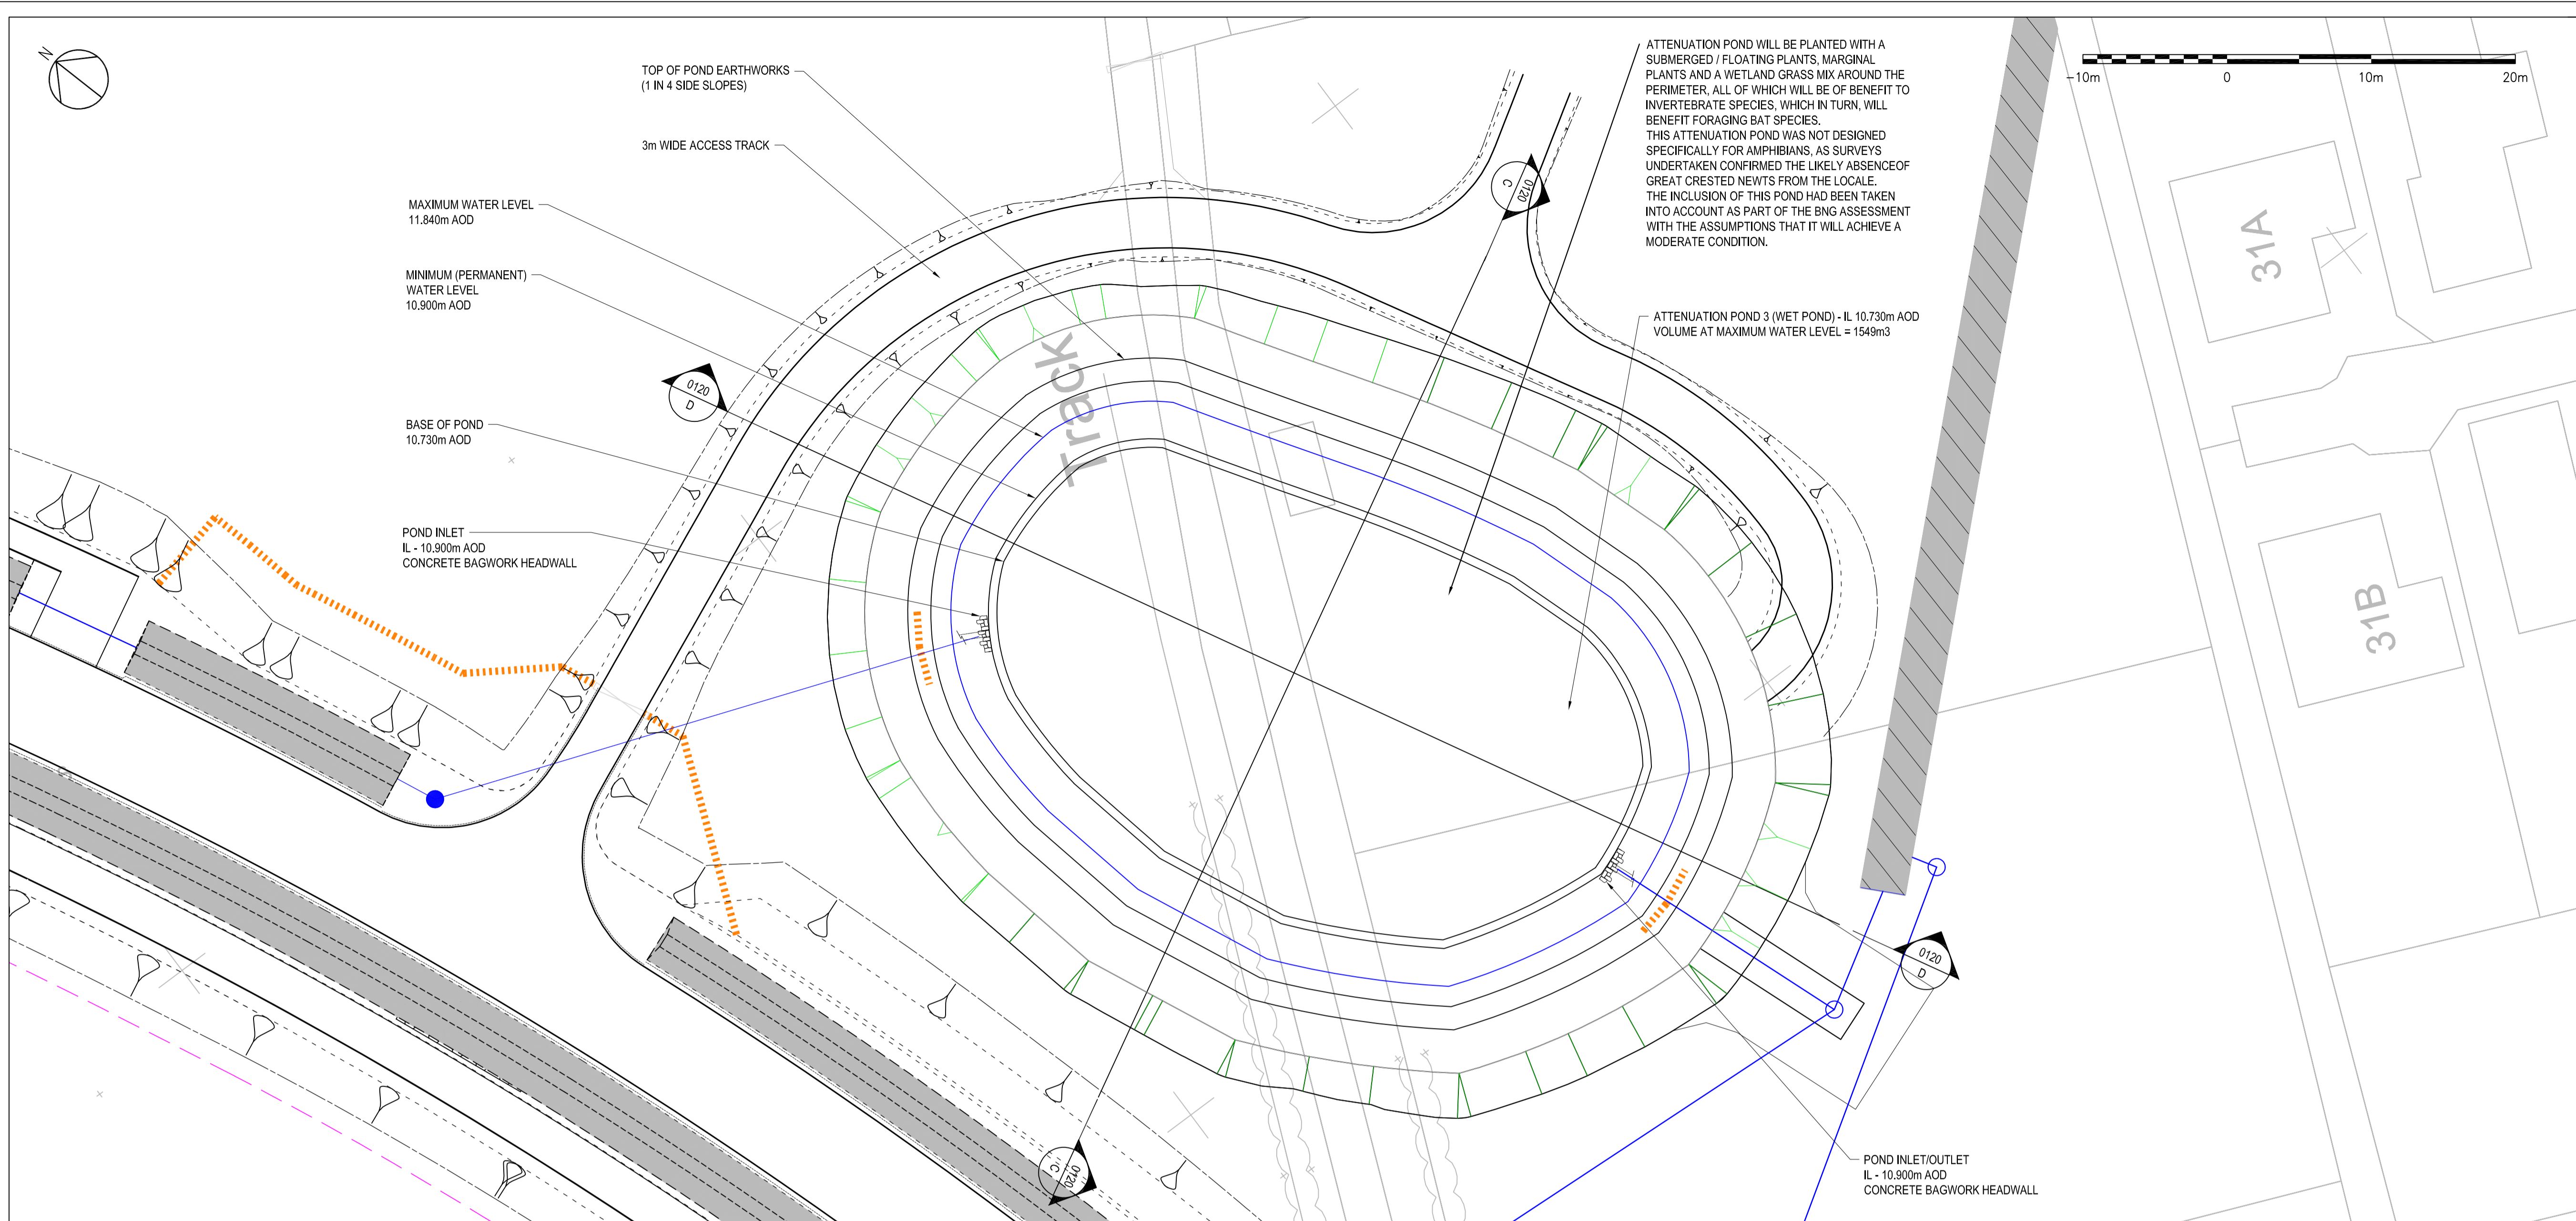 N
TOP OF POND EARTHWORKS
(1 IN 4 SIDE SLOPES)
3m WIDE ACCESS TRACK
MAXIMUM WATER LEVEL
11.840m AOD
MINIMUM (PERMANENT)
WATER LEVEL
10.900m AOD
BASE OF POND
10.730m AOD
POND INLET
IL - 10.900m AOD
CONCRETE BAGWORK HEADWALL
ATTENUATION POND WILL BE PLANTED WITH A
SUBMERGED / FLOATING PLANTS, MARGINAL
PLANTS AND A WETLAND GRASS MIX AROUND THE
PERIMETER, ALL OF WHICH WILL BE OF BENEFIT TO
INVERTEBRATE SPECIES, WHICH IN TURN, WILL
BENEFIT FORAGING BAT SPECIES.
THIS ATTENUATION POND WAS NOT DESIGNED
SPECIFICALLY FOR AMPHIBIANS, AS SURVEYS
UNDERTAKEN CONFIRMED THE LIKELY ABSENCEOF
GREAT CRESTED NEWTS FROM THE LOCALE.
THE INCLUSION OF THIS POND HAD BEEN TAKEN
INTO ACCOUNT AS PART OF THE BNG ASSESSMENT
WITH THE ASSUMPTIONS THAT IT WILL ACHIEVE A
MODERATE CONDITION.
ATTENUATION POND 3 (WET POND) - IL 10.730m AOD
VOLUME AT MAXIMUM WATER LEVEL = 1549m3
-10m 0 10m 20m
0120
C
0120
D
Track
31A
31B
0120
D
0120
C
POND INLET/OUTLET
IL - 10.900m AOD
CONCRETE BAGWORK HEADWALL